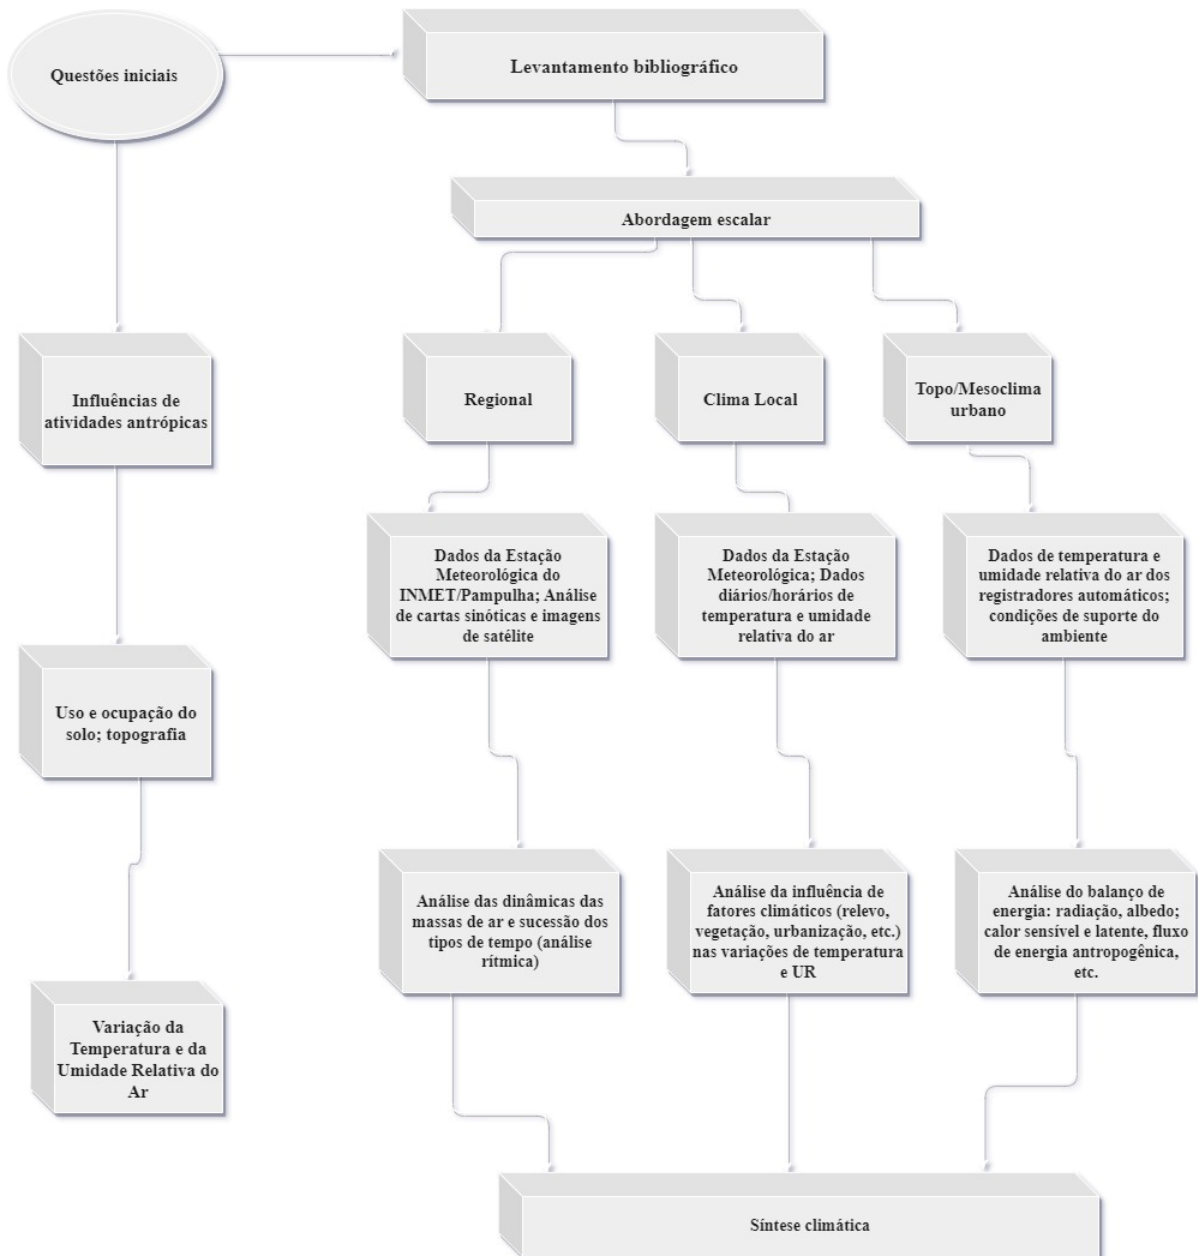 Questões iniciais
Levantamento bibliográfico
Abordagem escalar
Influências de
atividades antrópicas
Regional
Clima Local
Topo/Mesoclima
urbano
Dados da Estação
Meteorológica do
INMET/Pampulha; Análise
de cartas sinóticas e imagens
de satélite
Dados da Estação
Meteorológica; Dados
diários/horários de
temperatura e umidade
relativa do ar
Dados de temperatura e
umidade relativa do ar dos
registradores automáticos;
condições de suporte do
ambiente
Uso e ocupação do
solo; topografia
Análise das dinâmicas das
massas de ar e sucessão dos
tipos de tempo (análise
rítmica)
Análise da influência de
fatores climáticos (relevo,
vegetação, urbanização, etc.)
nas variações de temperatura
e UR
Análise do balanço de
energia: radiação, albedo;
calor sensível e latente, fluxo
de energia antropogênica,
etc.
Variação da
Temperatura e da
Umidade Relativa do
Ar
Síntese climática